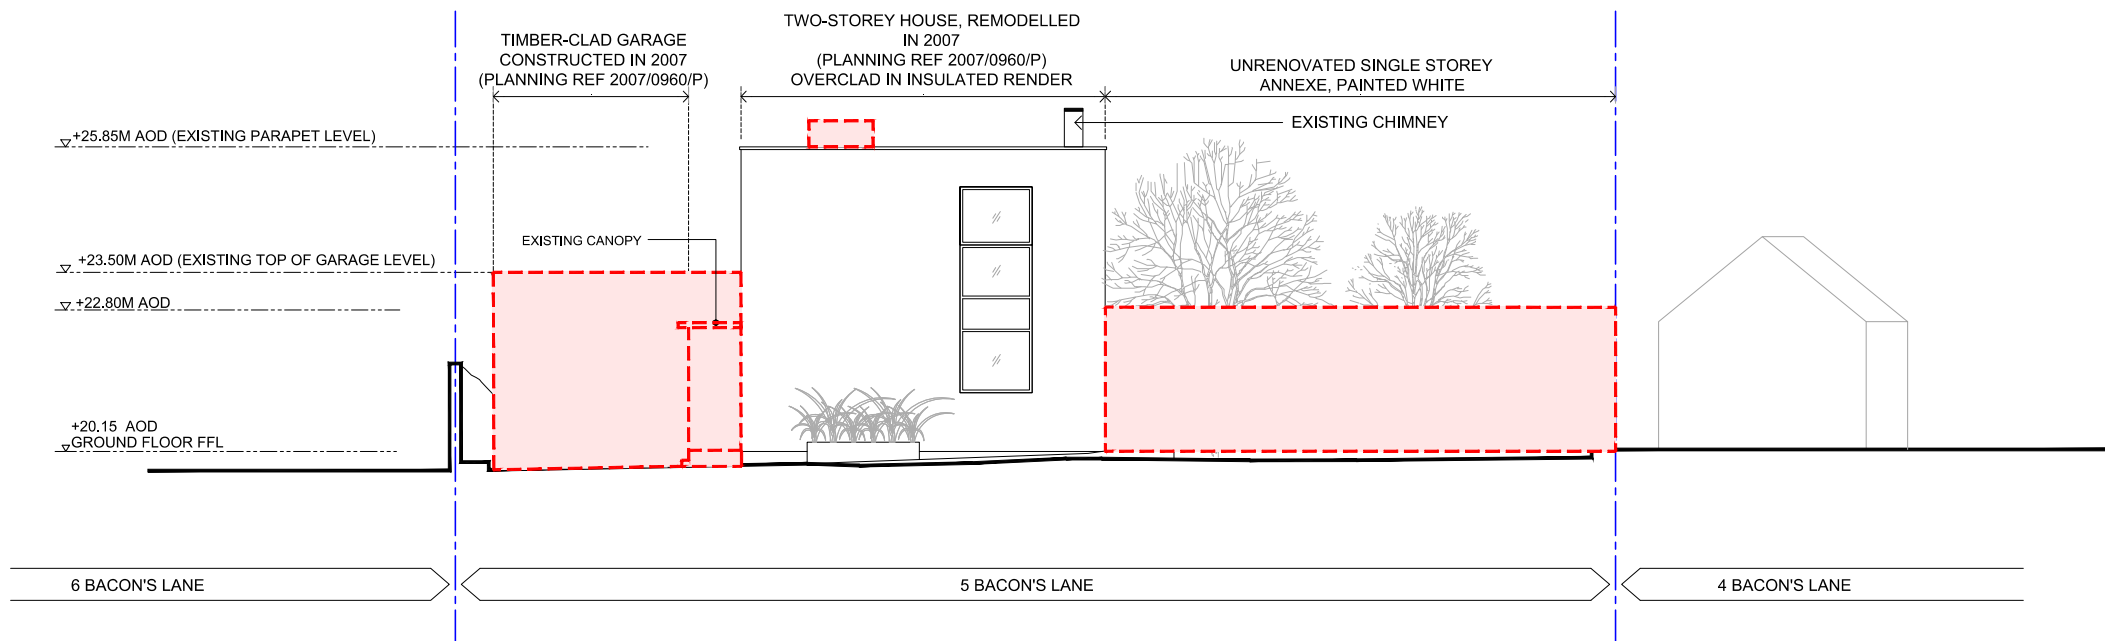 TIMBER-CLAD GARAGE
CONSTRUCTED IN 2007
(PLANNING REF 2007/0960/P)
TWO-STOREY HOUSE, REMODELLED
IN 2007
(PLANNING REF 2007/0960/P)
OVERCLAD IN INSULATED RENDER
UNRENOVATED SINGLE STOREY
ANNEXE, PAINTED WHITE
EXISTING CHIMNEY
+25.85M AOD (EXISTING PARAPET LEVEL)
EXISTING CANOPY
+23.50M AOD (EXISTING TOP OF GARAGE LEVEL)
+22.80M AOD
+20.15 AOD
GROUND FLOOR FFL
6 BACON'S LANE
5 BACON'S LANE
4 BACON'S LANE